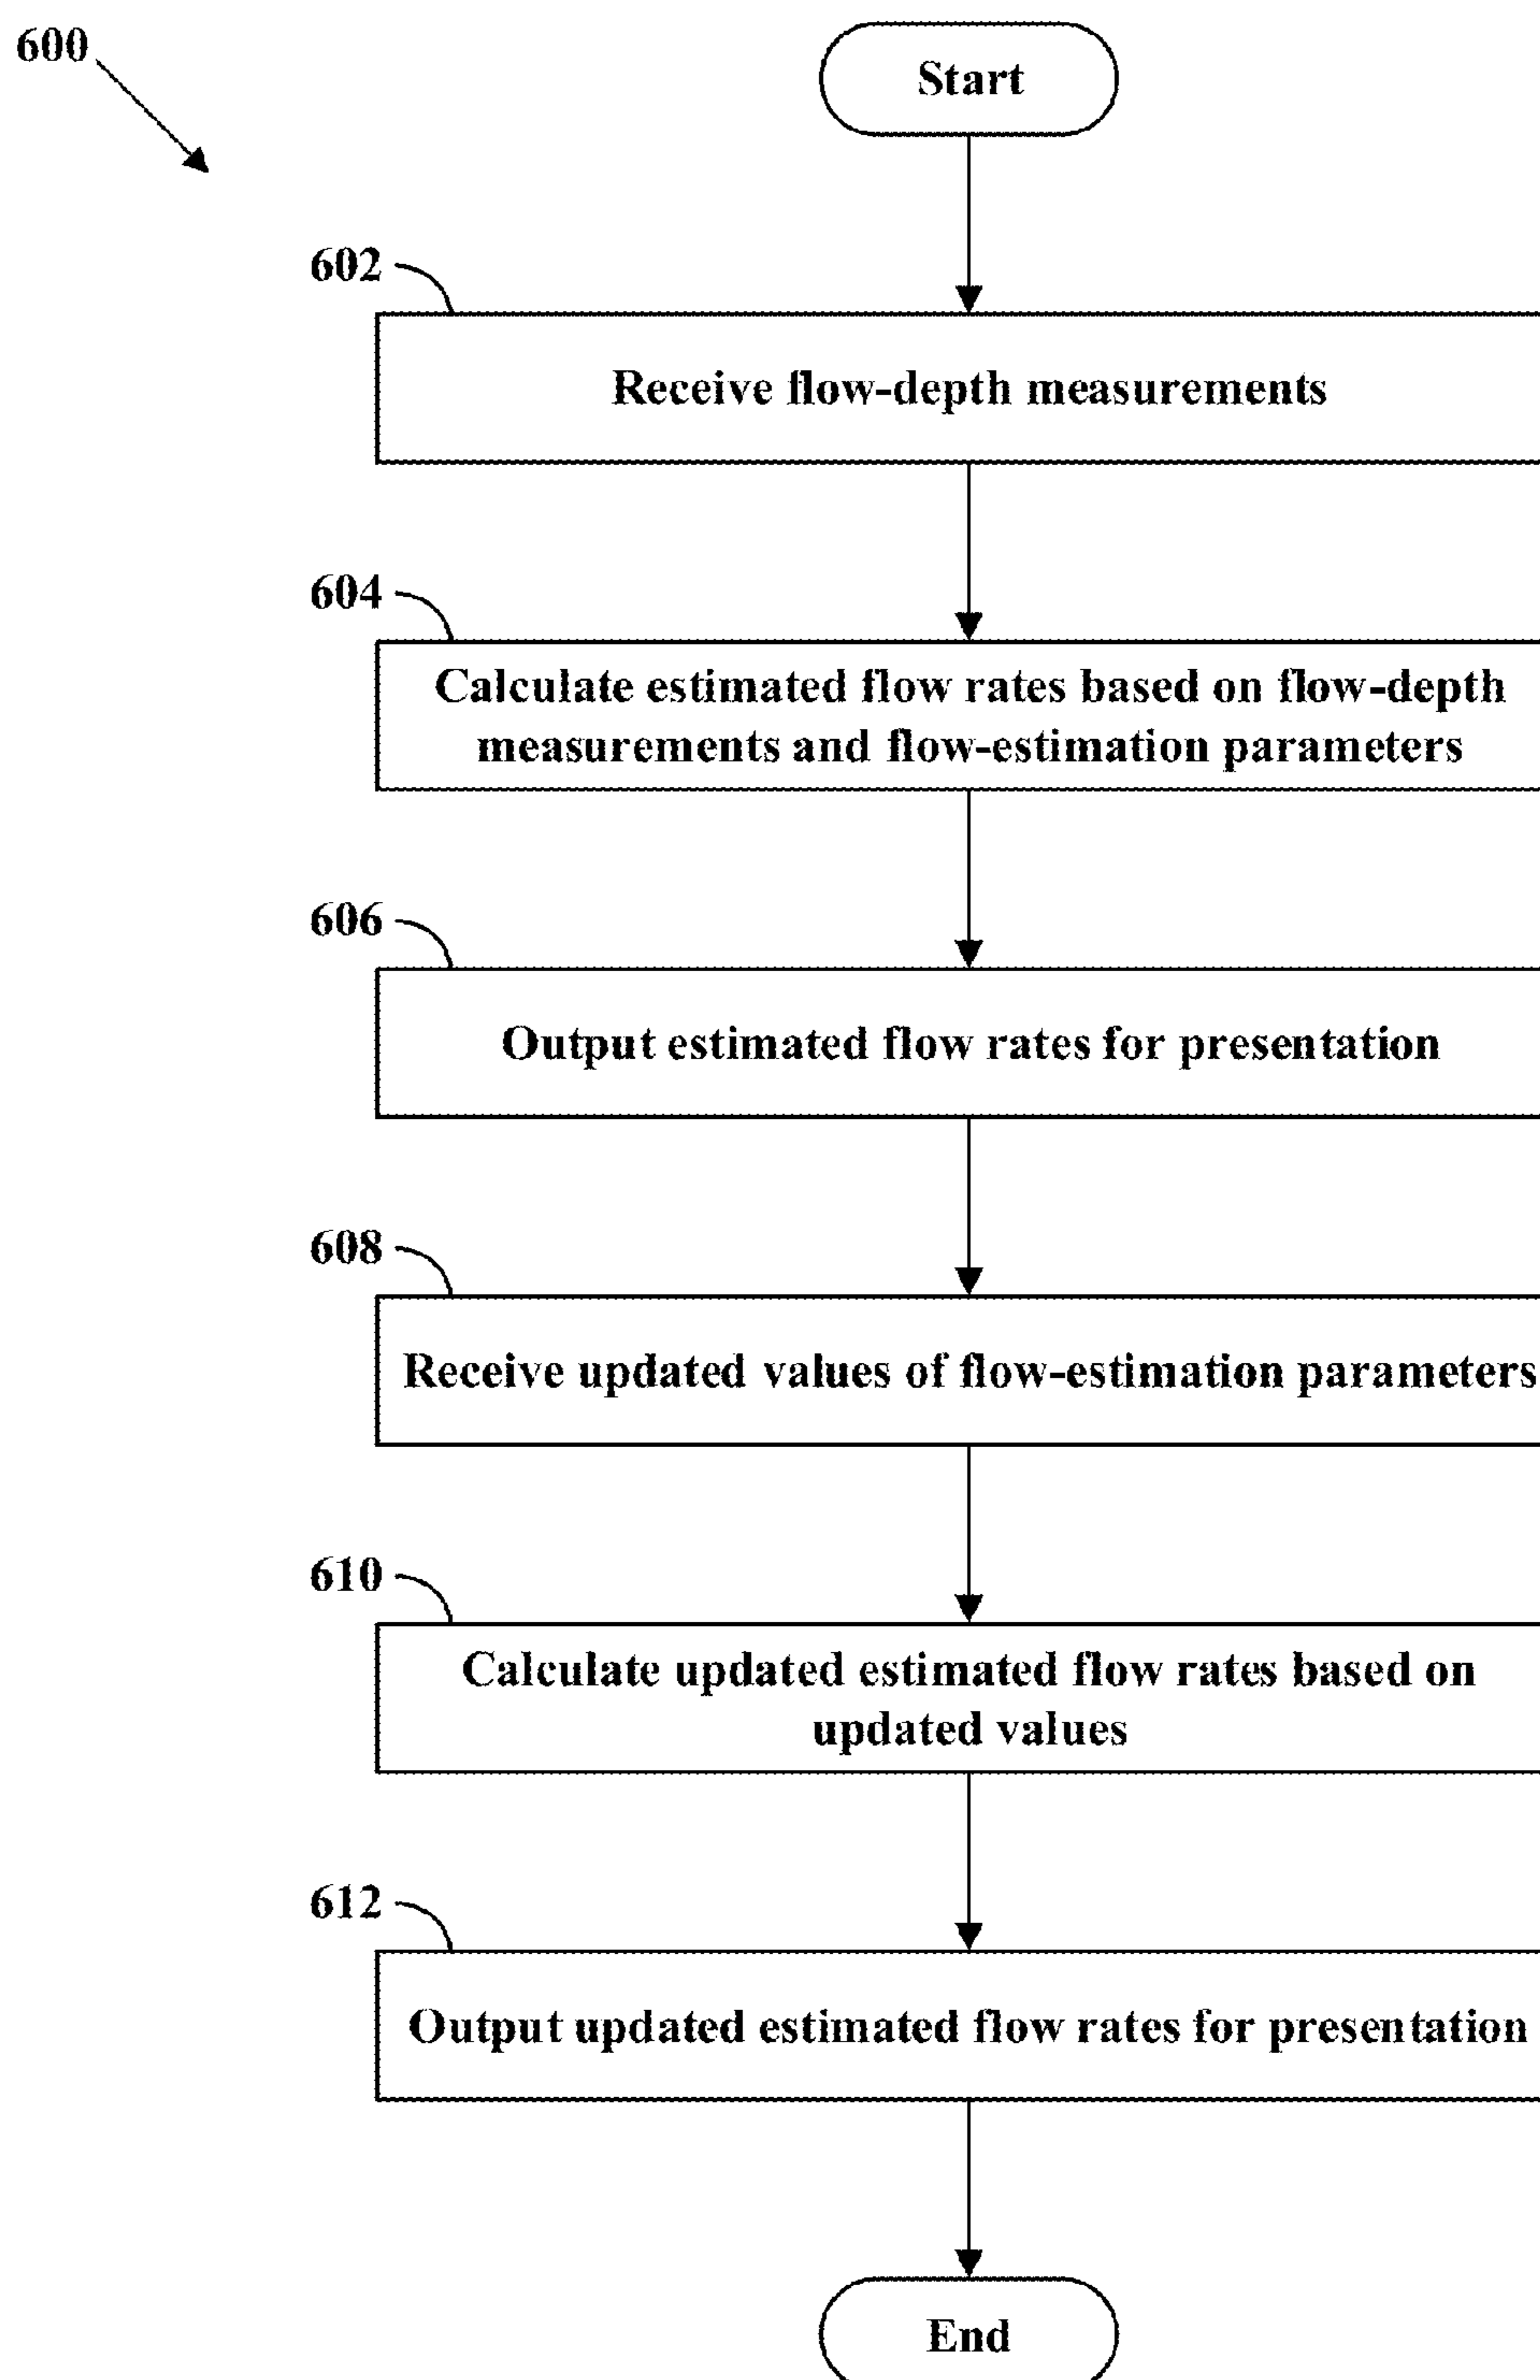 600
Start
602
Receive flow-depth measurements
604
Calculate estimated flow rates based on flow-depth
measurements and flow-estimation parameters
606
Output estimated flow rates for presentation
608
Receive updated values of flow-estimation parameters
610
Calculate updated estimated flow rates based on
updated values
612
Output updated estimated flow rates for presentation
End